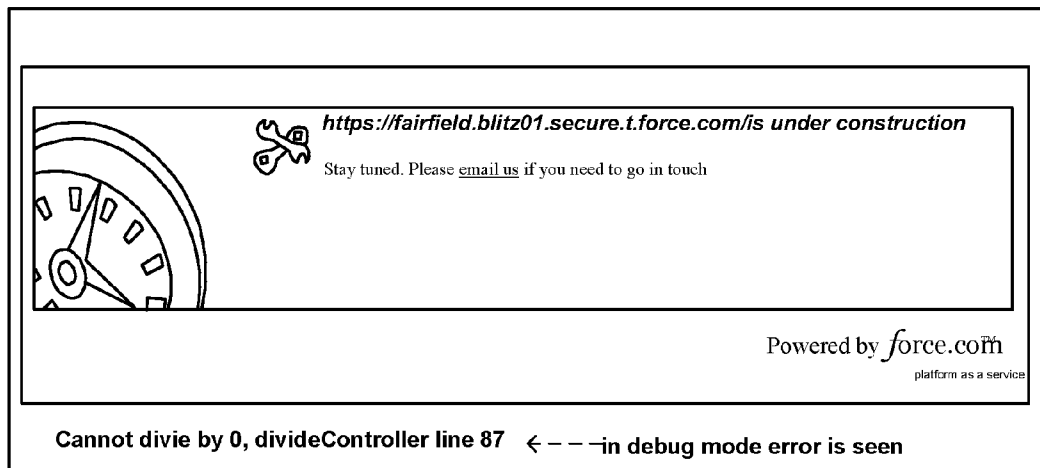 https://fairfield.blitz01.secure.t.force.com/is under construction
Stay tuned. Please email us if you need to go in touch
Powered by force.com™
platform as a service
Cannot divie by 0, divideController line 87 ←---in debug mode error is seen